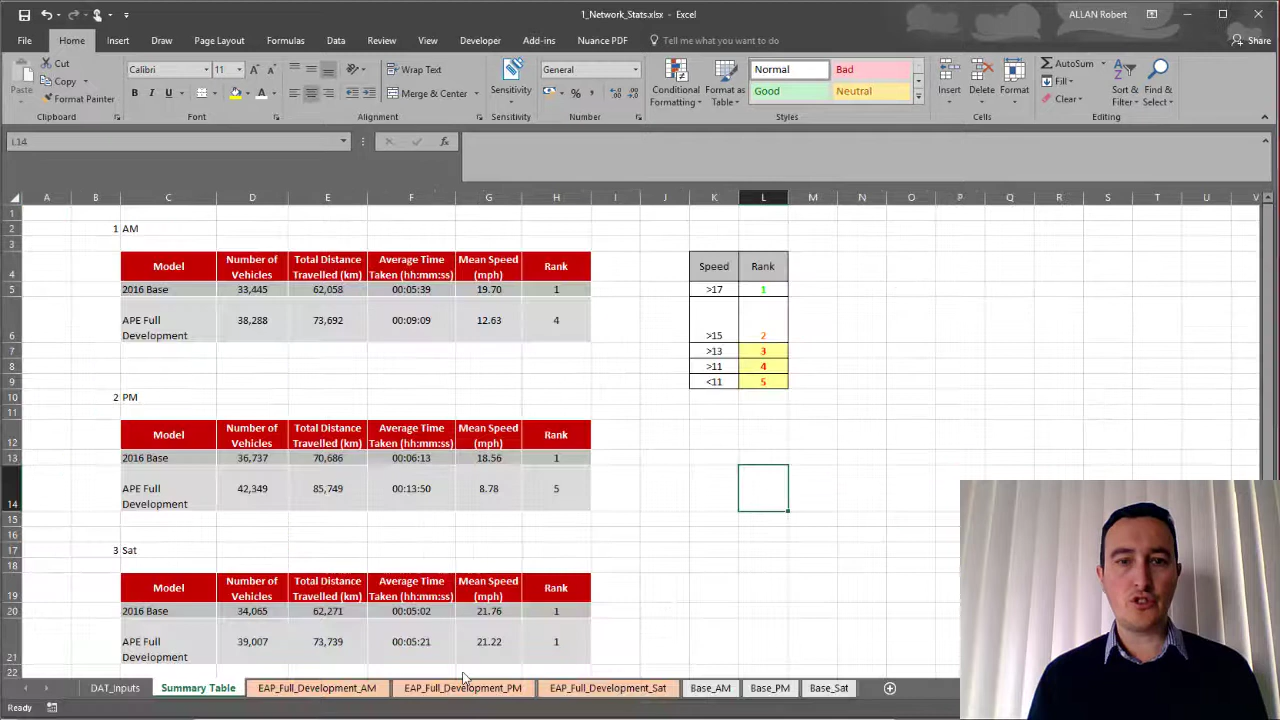 1_Network_Stats.xlsx - Excel
ALLAN Robert
File Home Insert Draw Page Layout Formulas Data Review View Developer Add-ins Nuance PDF Tell me what you want to do Share
Paste
Cut
Copy
Format Painter
Clipboard
Calibri 11
B I U A
Font
Wrap Text
Merge & Center
Alignment
Sensitivity
Sensitivity
General
% ,
Number
Conditional Formatting
Format as Table
Normal Bad
Good Neutral
Styles
Insert Delete Format
Cells
AutoSum
Fill
Clear
Sort & Filter
Find & Select
Editing
L14 fx
A B C D E F G H I J K L M N O P Q R S T U V
1
2 1 AM
3
4 Model Number of Vehicles Total Distance Travelled (km) Average Time Taken (hh:mm:ss) Mean Speed (mph) Rank Speed Rank
5 2016 Base 33,445 62,058 00:05:39 19.70 1 >17 1
6 APE Full Development 38,288 73,692 00:09:09 12.63 4 >15 2
7 >13 3
8 >11 4
9 <11 5
10 2 PM
11
12 Model Number of Vehicles Total Distance Travelled (km) Average Time Taken (hh:mm:ss) Mean Speed (mph) Rank
13 2016 Base 36,737 70,686 00:06:13 18.56 1
14 APE Full Development 42,349 85,749 00:13:50 8.78 5
15
16
17 3 Sat
18
19 Model Number of Vehicles Total Distance Travelled (km) Average Time Taken (hh:mm:ss) Mean Speed (mph) Rank
20 2016 Base 34,065 62,271 00:05:02 21.76 1
21 APE Full Development 39,007 73,739 00:05:21 21.22 1
22
DAT_Inputs Summary Table EAP_Full_Development_AM EAP_Full_Development_PM EAP_Full_Development_Sat Base_AM Base_PM Base_Sat
Ready